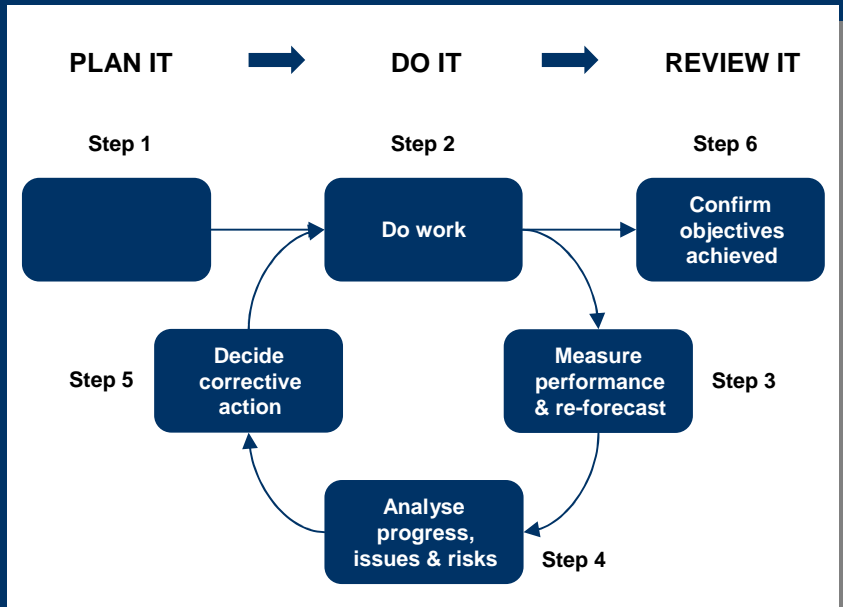 PLAN IT
DO IT
REVIEW IT
Step 1
Step 2
Step 6
Do work
Confirm
objectives
achieved
Step 5
Decide
corrective
action
Measure
performance
& re-forecast
Step 3
Analyse
progress,
issues & risks
Step 4